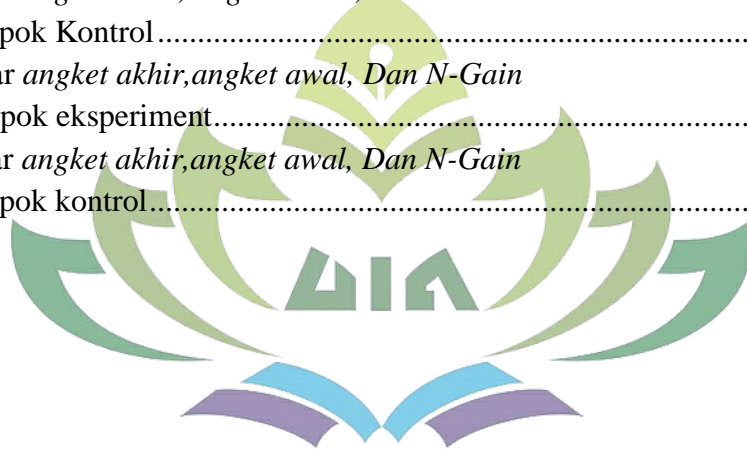 pok Kontrol.......................................................................
ar angket akhir,angket awal, Dan N-Gain
pok eksperiment................................................................
ar angket akhir,angket awal, Dan N-Gain
pok kontrol........................................................................
UIN